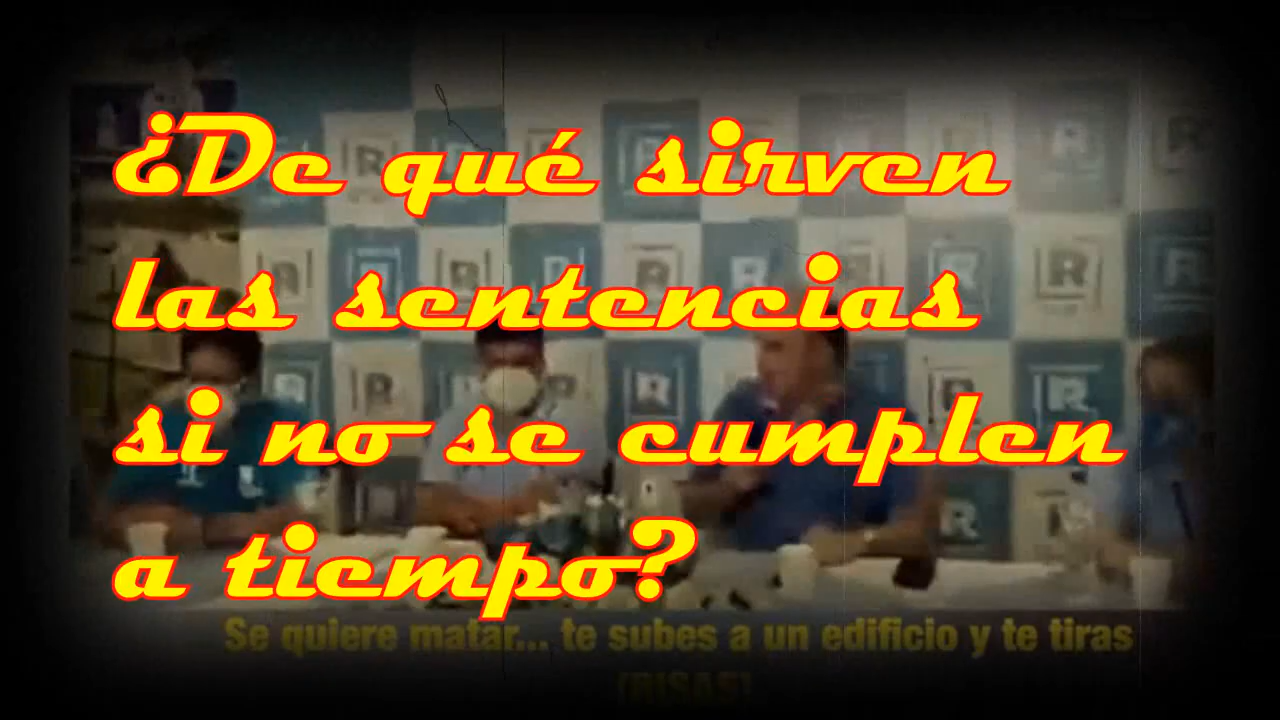 ¿De qué sirven
las sentencias
si no se cumplen
a tiempo?
Se quiere matar... te subes a un edificio y te tiras
(RISAS)